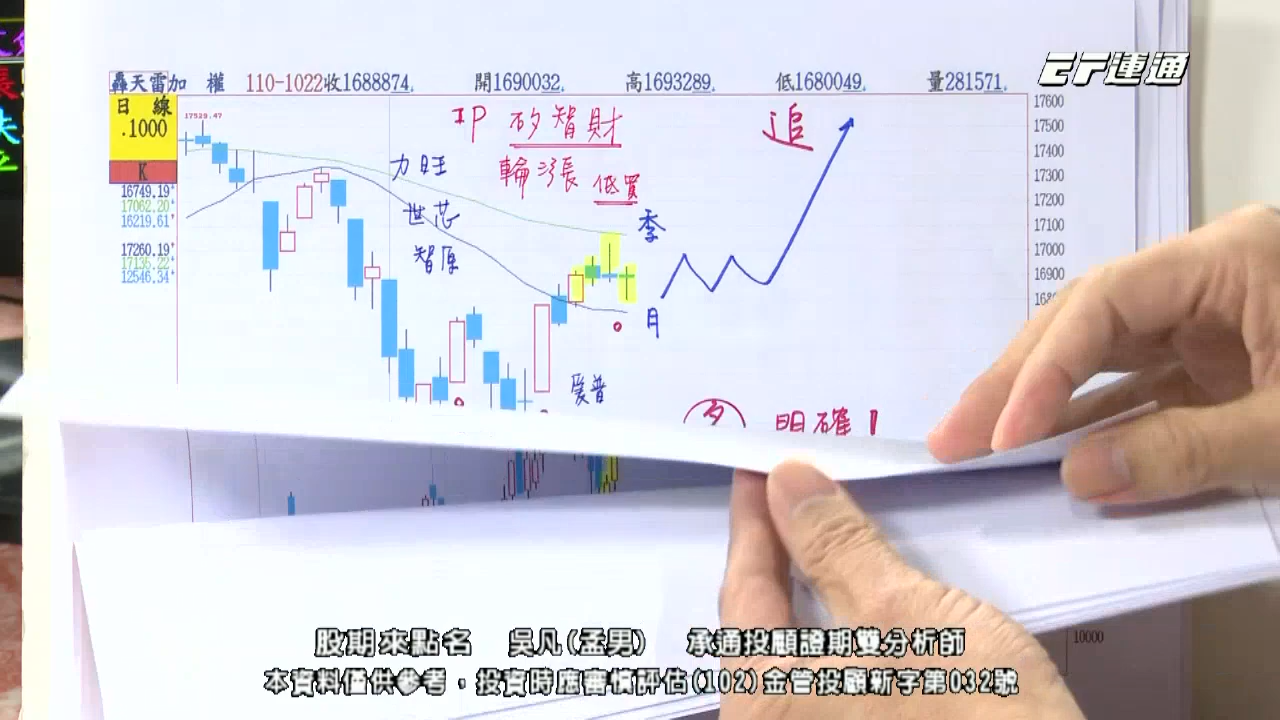 EF運通
轟天雷加 權 110-1022收1688874. 開1690032. 高1693289. 低1680049. 量281571.
日 線
.1000
K
16749.19
17062.20
16219.61
17260.19
17135.22
12546.34
17529.47
IP 矽智財
輪漲 低買
追
力旺
世芯
智原
季
月
愛普
多 明確!
17600
17500
17400
17300
17200
17100
17000
16900
10000
股期來點名 吳凡(孟男) 承通投顧證期雙分析師
本資料僅供參考,投資時應審慎評估(102)金管投顧新字第032號